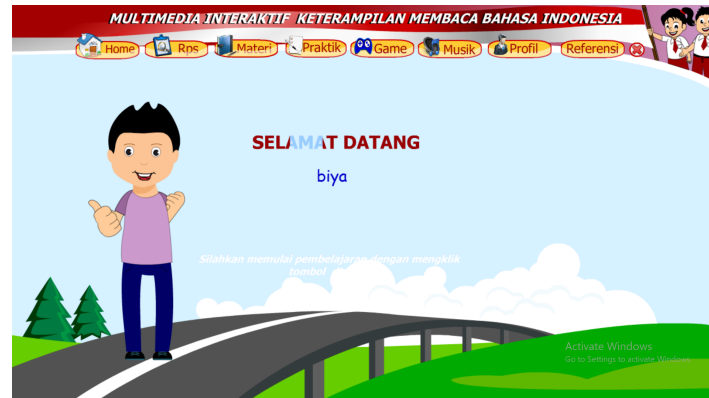 MULTIMEDIA INTERAKTIF KETERAMPILAN MEMBACA BAHASA INDONESIA
Home Rps Materi Praktik Game Musik Profil Referensi
SELAMAT DATANG
biya
Silahkan memulai pembelajaran dengan mengklik
tombol
Activate Windows
Go to Settings to activate Windows.